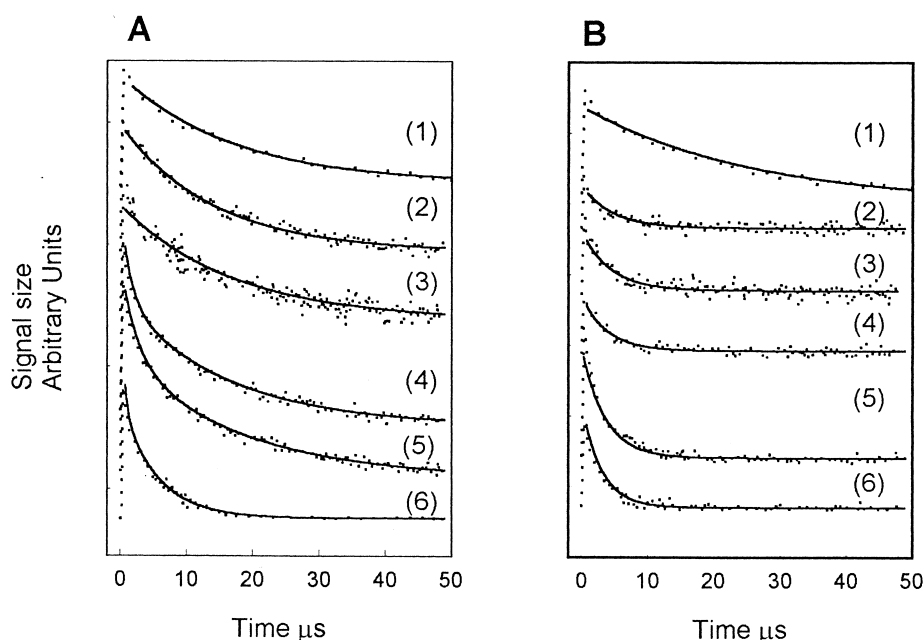 A
(1)
(2)
(3)
(4)
(5)
(6)
0 10 20 30 40 50
Time μs
Signal size
Arbitrary Units
B
(1)
(2)
(3)
(4)
(5)
(6)
0 10 20 30 40 50
Time μs